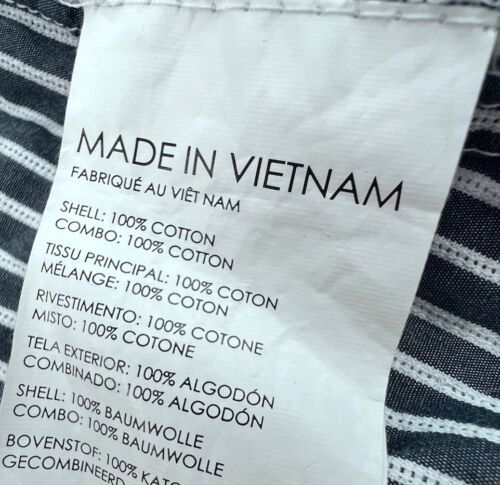 MADE IN VIETNAM
FABRIQUÉ AU VIÊT NAM
SHELL: 100% COTTON
COMBO: 100% COTTON
TISSU PRINCIPAL: 100% COTON
MÉLANGE: 100% COTON
RIVESTIMENTO: 100% COTONE
MISTO: 100% COTONE
TELA EXTERIOR: 100% ALGODÓN
COMBINADO: 100% ALGODÓN
SHELL: 100% BAUMWOLLE
COMBO: 100% BAUMWOLLE
BOVENSTOF: 100% KATO
GECOMBINEERD